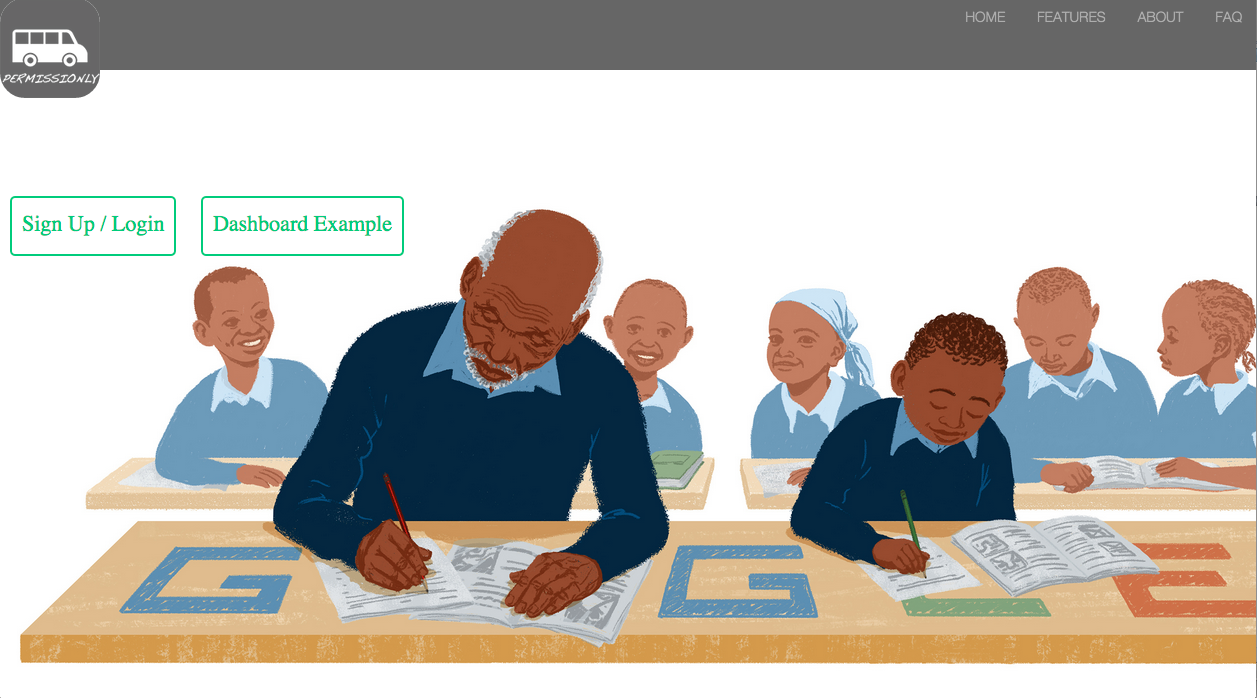 HOME FEATURES ABOUT FAQ
PERMISSIONLY
Sign Up / Login Dashboard Example
G G L E